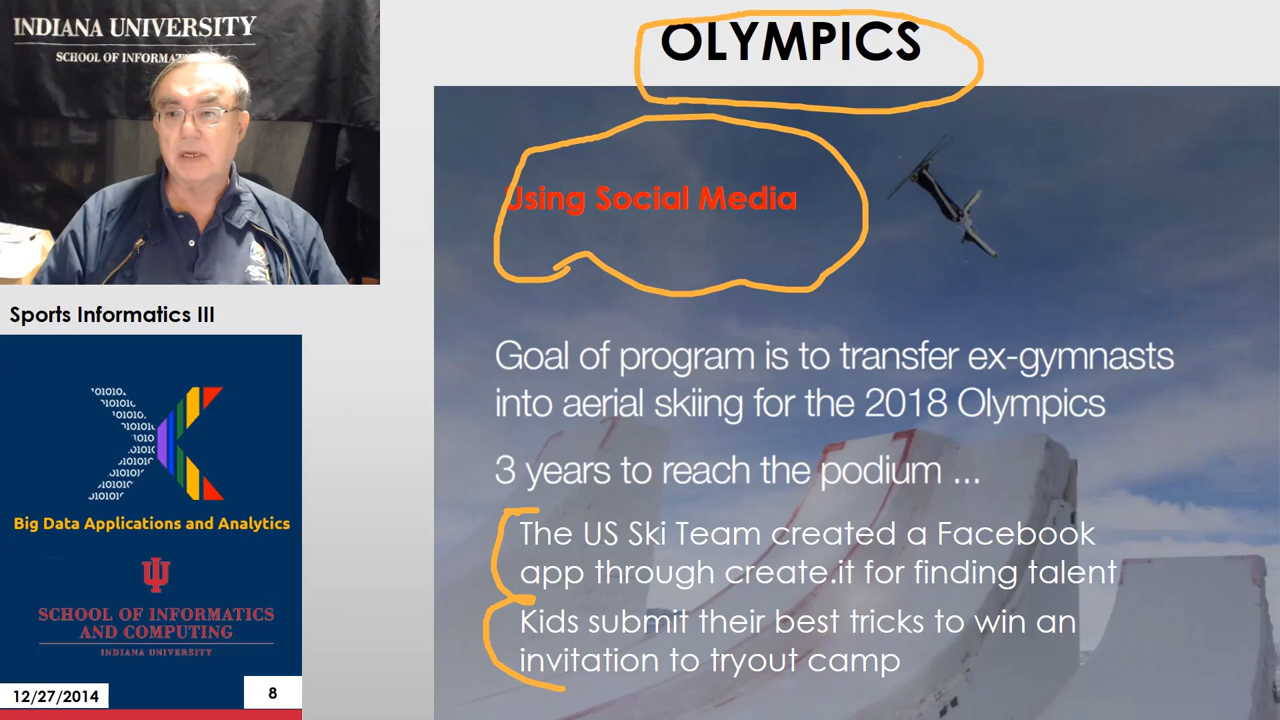 INDIANA UNIVERSITY
SCHOOL OF INFORMAT
Sports Informatics III
Big Data Applications and Analytics
SCHOOL OF INFORMATICS
AND COMPUTING
INDIANA UNIVERSITY
12/27/2014
8
OLYMPICS
Using Social Media
Goal of program is to transfer ex-gymnasts
into aerial skiing for the 2018 Olympics
3 years to reach the podium ...
The US Ski Team created a Facebook
app through create.it for finding talent
Kids submit their best tricks to win an
invitation to tryout camp